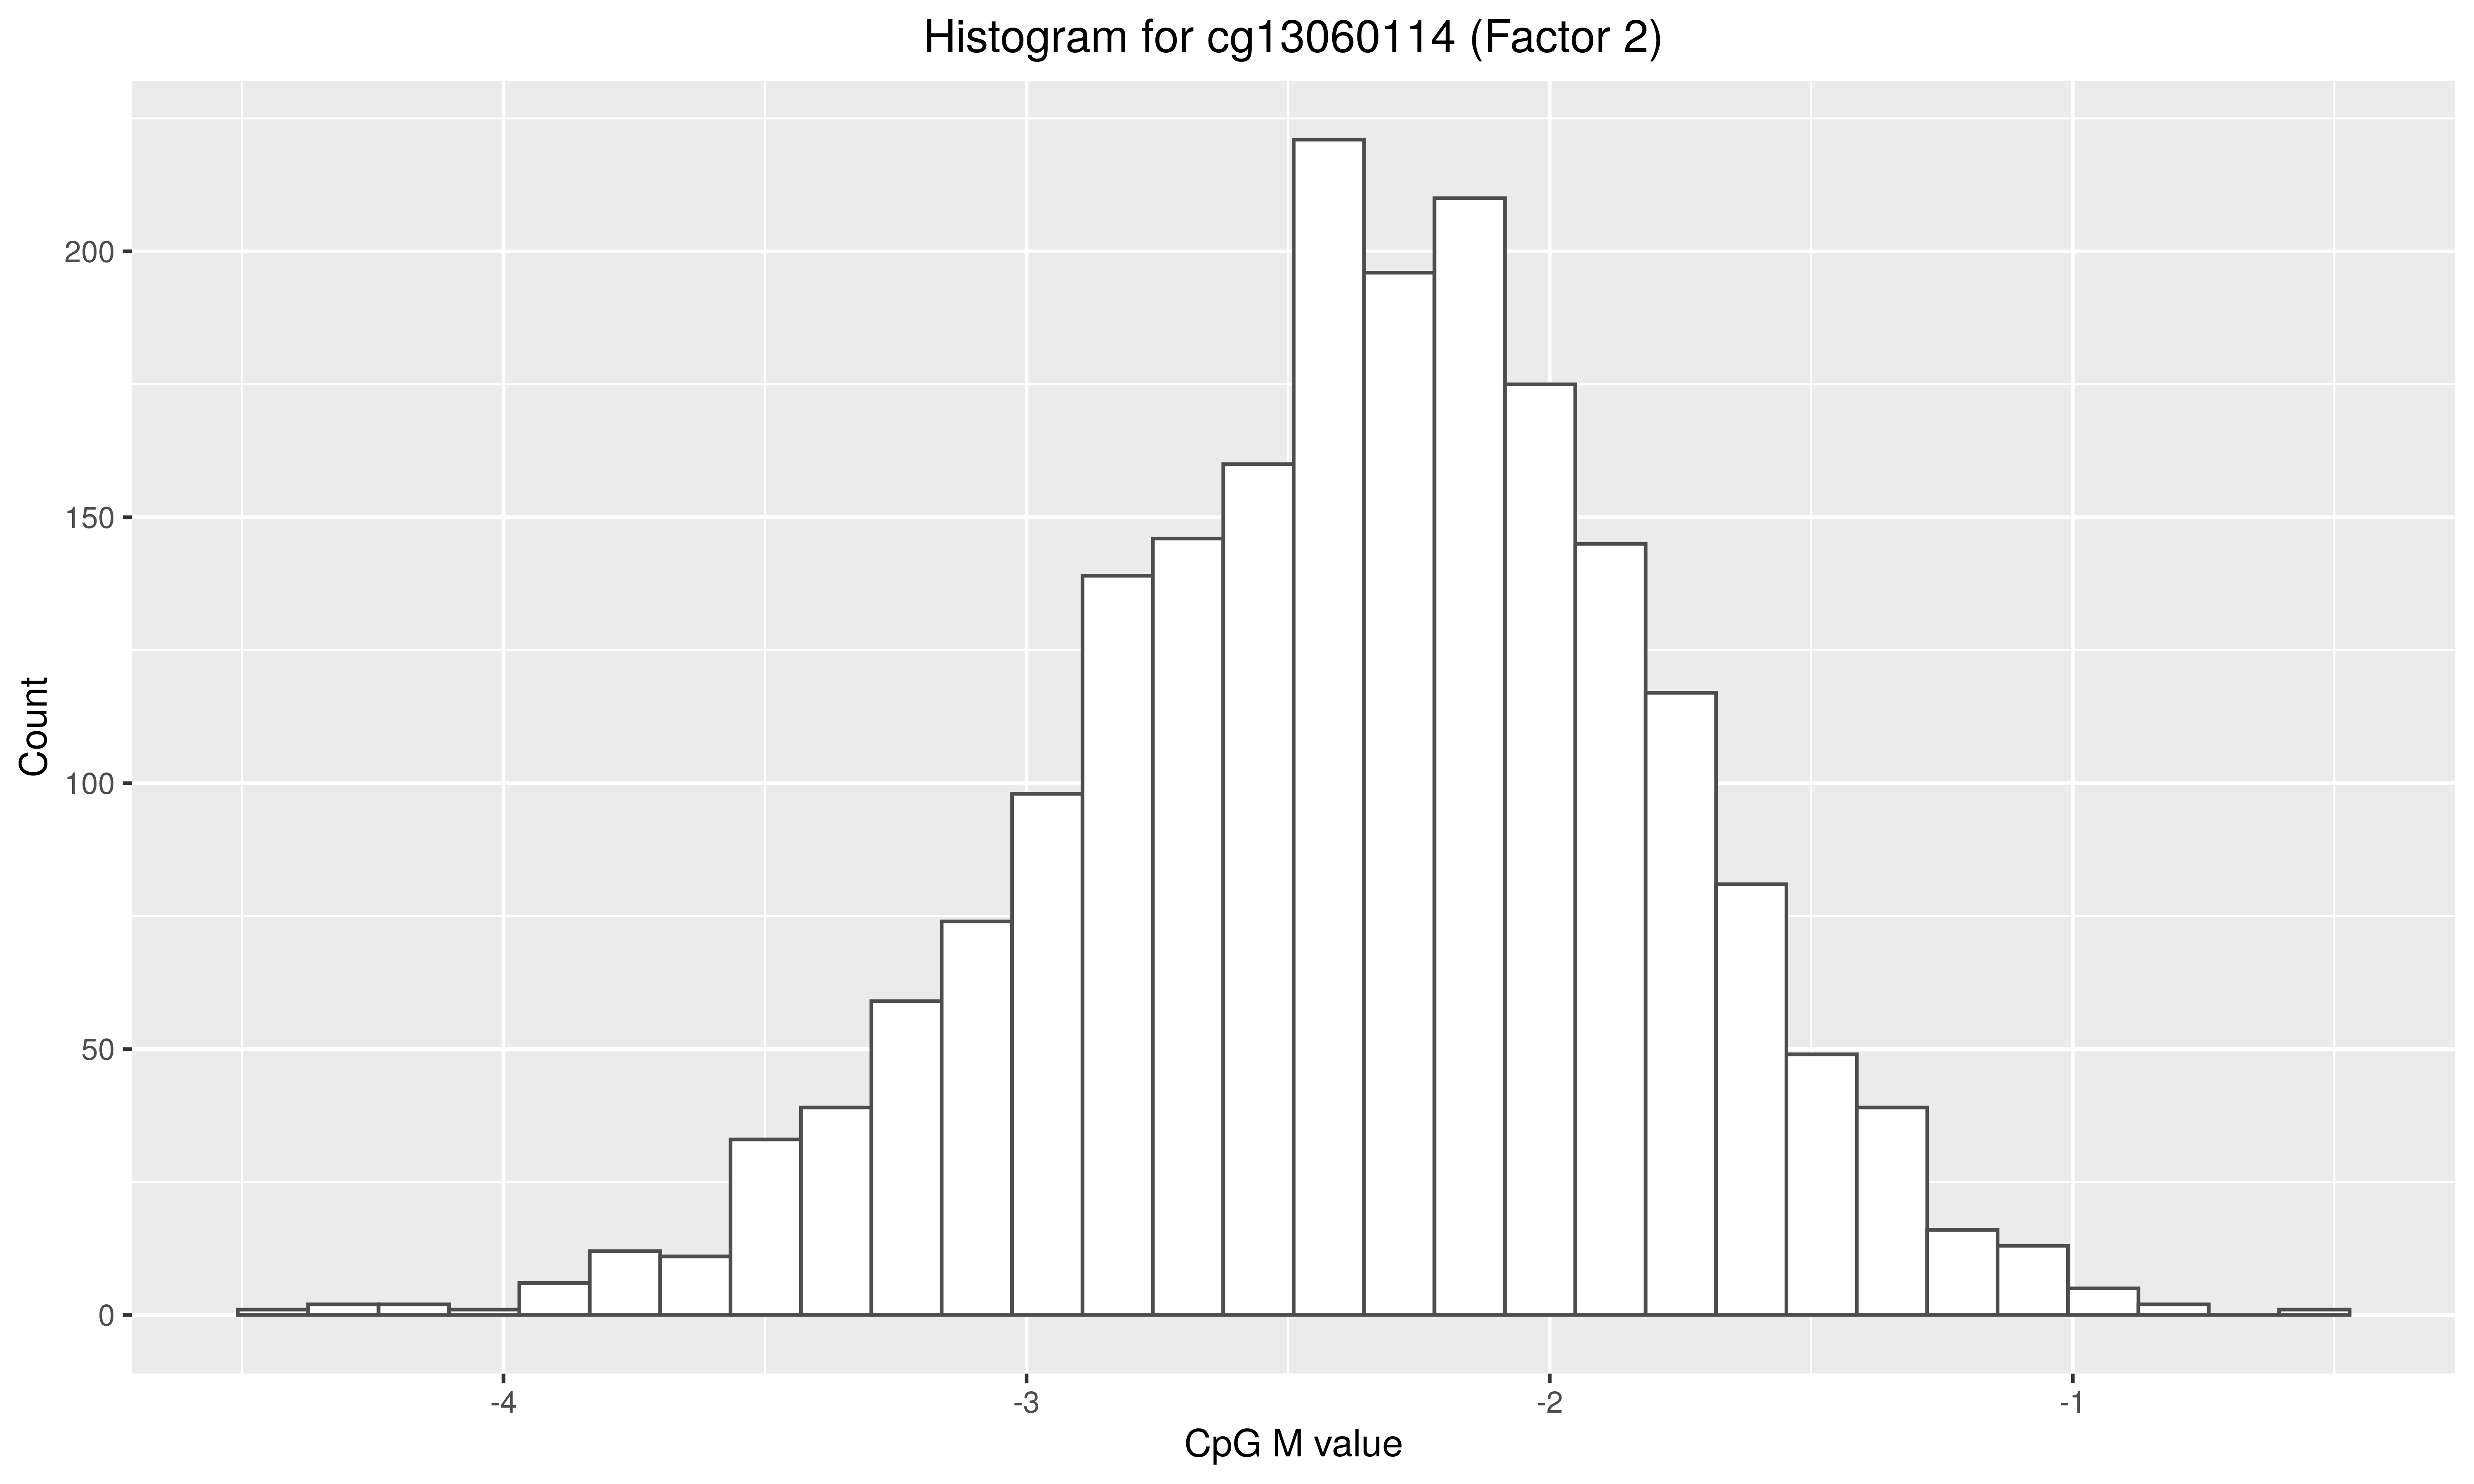 Histogram for cg13060114 (Factor 2)
Count
200
150
100
50
0
-4 -3 -2 -1
CpG M value